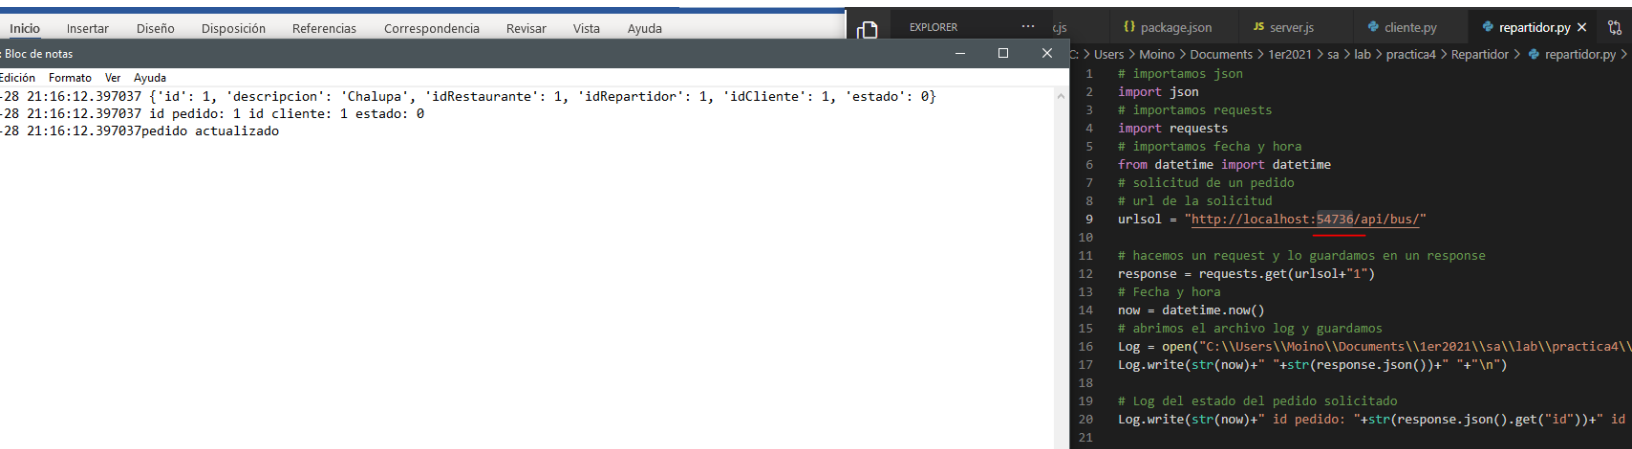 Inicio Insertar Diseño Disposición Referencias Correspondencia Revisar Vista Ayuda
: Bloc de notas
Edición Formato Ver Ayuda
-28 21:16:12.397037 {'id': 1, 'descripcion': 'Chalupa', 'idRestaurante': 1, 'idRepartidor': 1, 'idCliente': 1, 'estado': 0}
-28 21:16:12.397037 id pedido: 1 id cliente: 1 estado: 0
-28 21:16:12.397037pedido actualizado
EXPLORER ··· .js {} package.json JS server.js cliente.py repartidor.py ×
C: > Users > Moino > Documents > 1er2021 > sa > lab > practica4 > Repartidor > repartidor.py >
1 # importamos json
2 import json
3 # importamos requests
4 import requests
5 # importamos fecha y hora
6 from datetime import datetime
7 # solicitud de un pedido
8 # url de la solicitud
9 urlsol = "http://localhost:54736/api/bus/"
10
11 # hacemos un request y lo guardamos en un response
12 response = requests.get(urlsol+"1")
13 # Fecha y hora
14 now = datetime.now()
15 # abrimos el archivo log y guardamos
16 Log = open("C:\\Users\\Moino\\Documents\\1er2021\\sa\\lab\\practica4\\
17 Log.write(str(now)+" "+str(response.json())+" "+"\n")
18
19 # Log del estado del pedido solicitado
20 Log.write(str(now)+" id pedido: "+str(response.json().get("id"))+" id
21